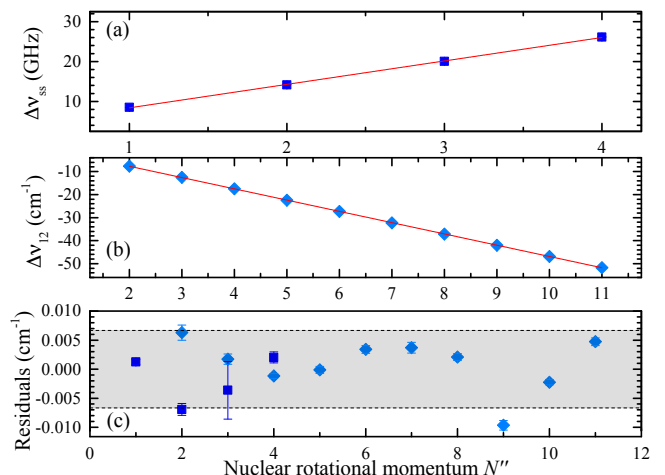 (a)
Δν_ss (GHz)
30
20
10
1 2 3 4
Δν_12 (cm⁻¹)
-10
-20
-30
-40
-50
(b)
2 3 4 5 6 7 8 9 10 11
Residuals (cm⁻¹)
0.010
0.005
0.000
-0.005
-0.010
(c)
0 2 4 6 8 10 12
Nuclear rotational momentum N''